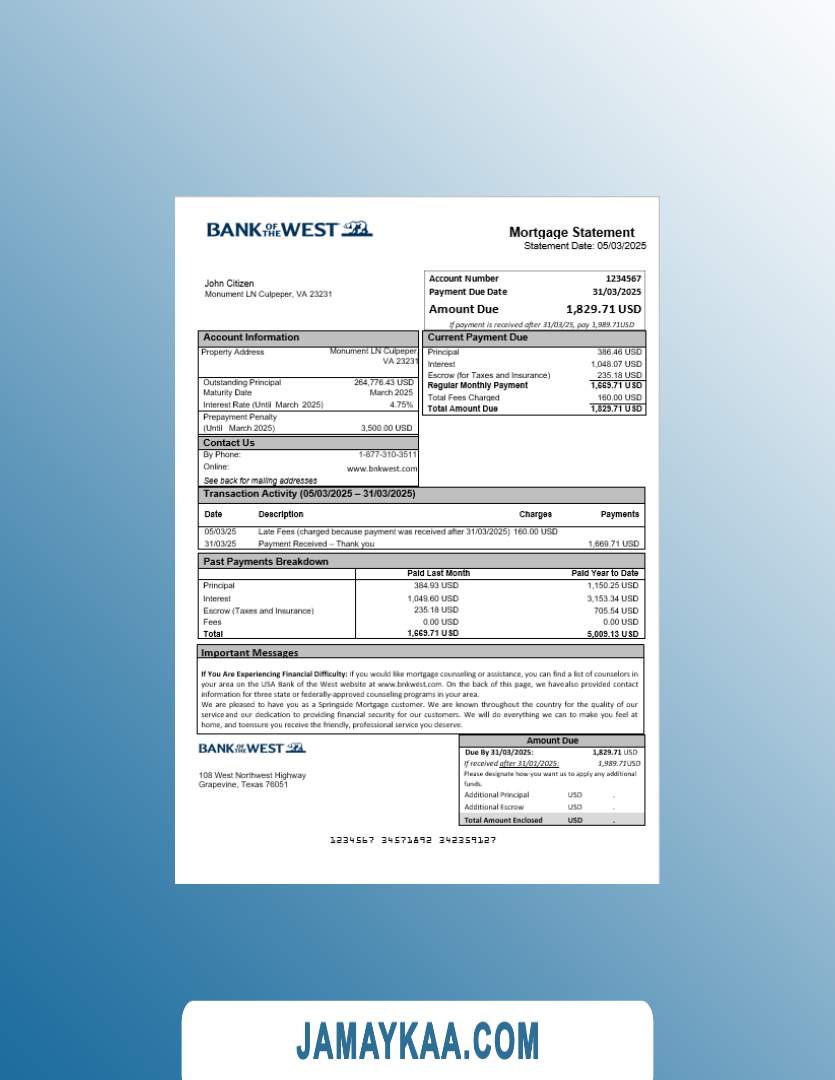 BANK OF THE WEST
Mortgage Statement
Statement Date: 05/03/2025
John Citizen
Monument LN Culpeper, VA 23231
Account Number 1234567
Payment Due Date 31/03/2025
Amount Due 1,829.71 USD
If payment is received after 31/03/25, pay 1,989.71USD
Account Information
Property Address Monument LN Culpeper
VA 23231
Outstanding Principal 264,776.43 USD
Maturity Date March 2025
Interest Rate (Until March 2025) 4.75%
Prepayment Penalty
(Until March 2025) 3,500.00 USD
Contact Us
By Phone: 1-877-310-3511
Online: www.bnkwest.com
See back for mailing addresses
Current Payment Due
Principal 386.46 USD
Interest 1,048.07 USD
Escrow (for Taxes and Insurance) 235.18 USD
Regular Monthly Payment 1,669.71 USD
Total Fees Charged 160.00 USD
Total Amount Due 1,829.71 USD
Transaction Activity (05/03/2025 – 31/03/2025)
Date Description Charges Payments
05/03/25 Late Fees (charged because payment was received after 31/03/2025) 160.00 USD
31/03/25 Payment Received – Thank you 1,669.71 USD
Past Payments Breakdown
Paid Last Month Paid Year to Date
Principal 384.93 USD 1,150.25 USD
Interest 1,049.60 USD 3,153.34 USD
Escrow (Taxes and Insurance) 235.18 USD 705.54 USD
Fees 0.00 USD 0.00 USD
Total 1,669.71 USD 5,009.13 USD
Important Messages
If You Are Experiencing Financial Difficulty: If you would like mortgage counseling or assistance, you can find a list of counselors in
your area on the USA Bank of the West website at www.bnkwest.com. On the back of this page, we havealso provided contact
information for three state or federally-approved counseling programs in your area.
We are pleased to have you as a Springside Mortgage customer. We are known throughout the country for the quality of our
serviceand our dedication to providing financial security for our customers. We will do everything we can to make you feel at
home, and toensure you receive the friendly, professional service you deserve.
BANK OF THE WEST
108 West Northwest Highway
Grapevine, Texas 76051
Amount Due
Due By 31/03/2025: 1,829.71 USD
If received after 31/01/2025: 1,989.71USD
Please designate how you want us to apply any additional
funds.
Additional Principal USD .
Additional Escrow USD .
Total Amount Enclosed USD .
1234567 34571892 342359127
JAMAYKAA.COM